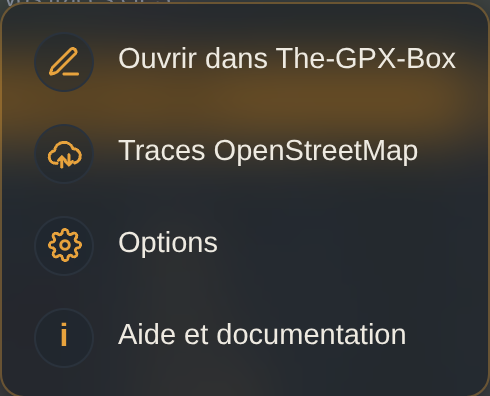 Ouvrir dans The-GPX-Box
Traces OpenStreetMap
Options
i
Aide et documentation